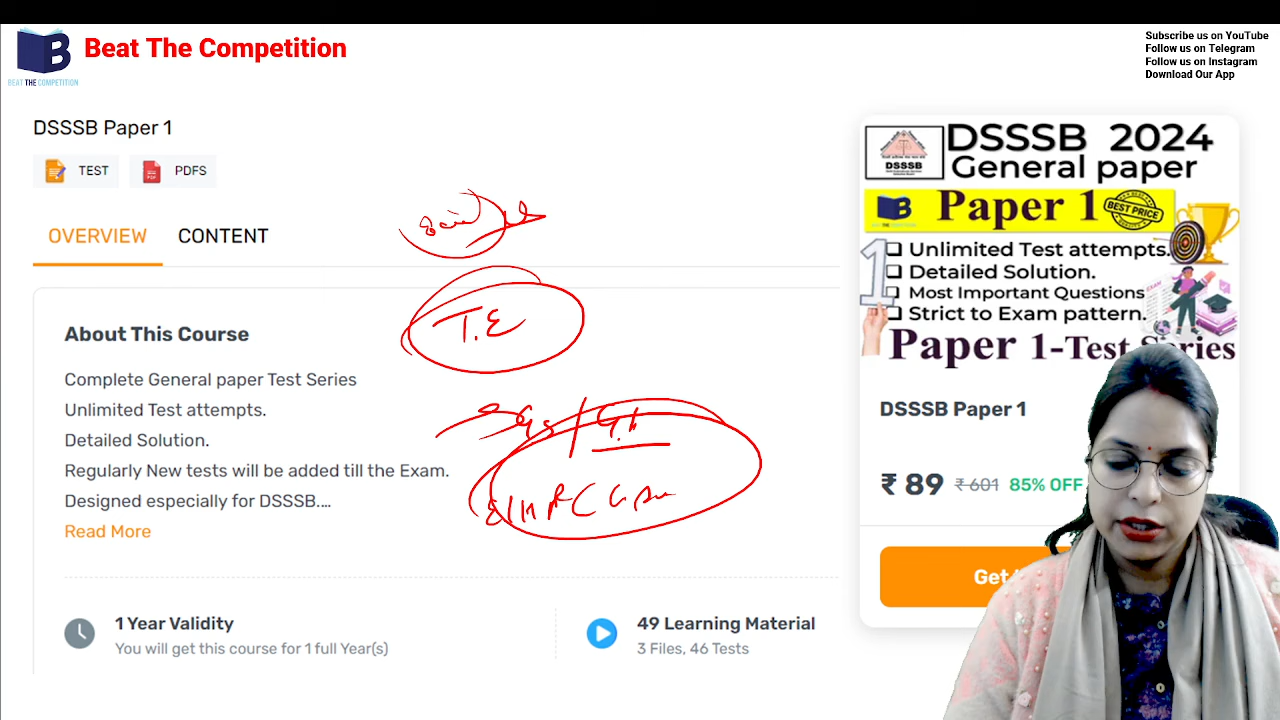 Beat The Competition
B
BEAT THE COMPETITION
Subscribe us on YouTube
Follow us on Telegram
Follow us on Instagram
Download Our App
DSSSB Paper 1
TEST
PDFS
OVERVIEW
CONTENT
About This Course
Complete General paper Test Series
Unlimited Test attempts.
Detailed Solution.
Regularly New tests will be added till the Exam.
Designed especially for DSSSB....
Read More
1 Year Validity
You will get this course for 1 full Year(s)
49 Learning Material
3 Files, 46 Tests
T.E
DSSSB 2024
General paper
DSSSB
B
Paper 1
BEST PRICE
Unlimited Test attempts.
Detailed Solution.
Most Important Questions
Strict to Exam pattern.
1
Paper 1-Test Series
DSSSB Paper 1
₹ 89 ₹ 601 85% OFF
Get